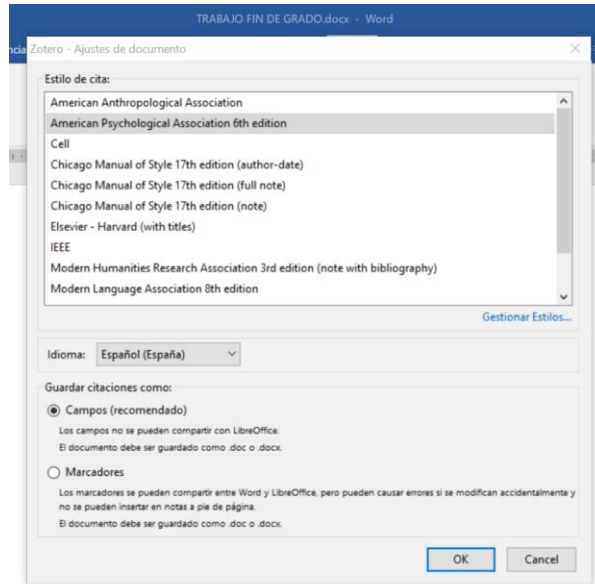 TRABAJO FIN DE GRADO.docx - Word
Zotero - Ajustes de documento
Estilo de cita:
American Anthropological Association
American Psychological Association 6th edition
Cell
Chicago Manual of Style 17th edition (author-date)
Chicago Manual of Style 17th edition (full note)
Chicago Manual of Style 17th edition (note)
Elsevier - Harvard (with titles)
IEEE
Modern Humanities Research Association 3rd edition (note with bibliography)
Modern Language Association 8th edition
Gestionar Estilos...
Idioma: Español (España)
Guardar citaciones como:
Campos (recomendado)
Los campos no se pueden compartir con LibreOffice.
El documento debe ser guardado como .doc o .docx.
Marcadores
Los marcadores se pueden compartir entre Word y LibreOffice, pero pueden causar errores si se modifican accidentalmente y
no se pueden insertar en notas a pie de página.
El documento debe ser guardado como .doc o .docx.
OK Cancel